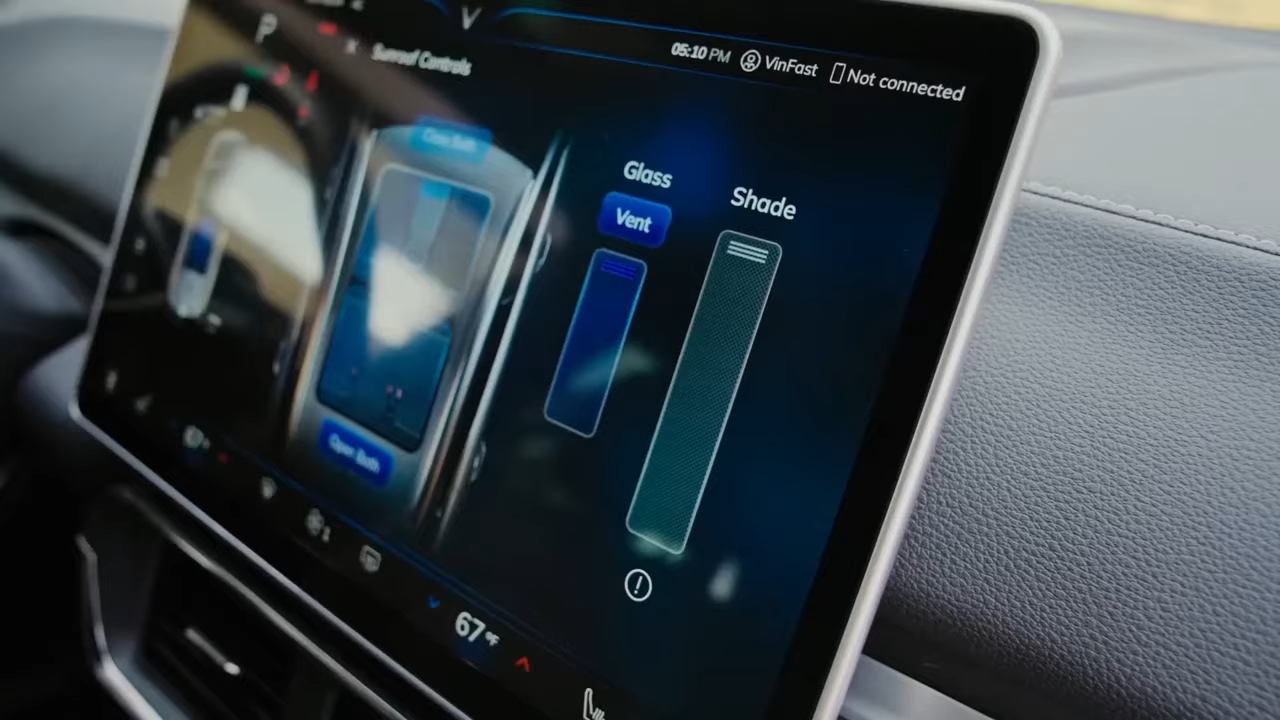 P
05:10 PM VinFast Not connected
Sunroof Controls
Close Both
Glass
Shade
Vent
Open Both
67 °F